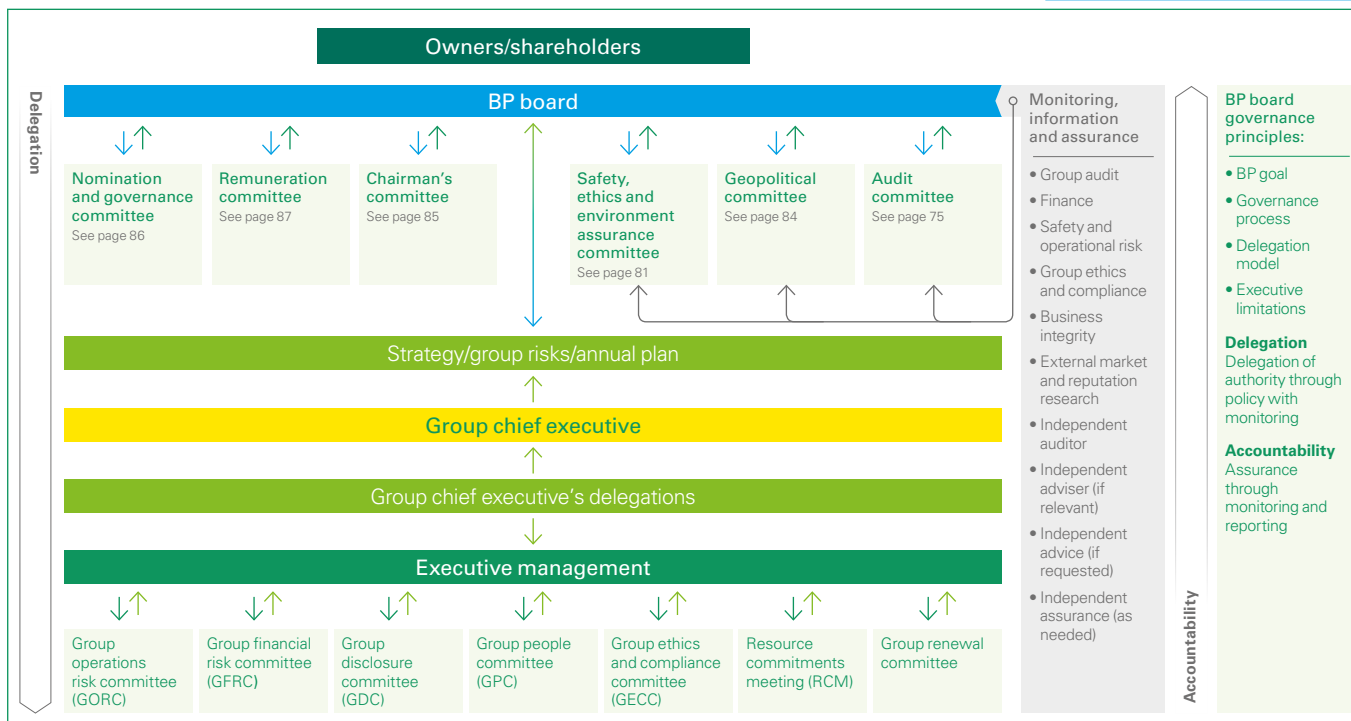 Owners/shareholders
Delegation
BP board
Nomination
and governance
committee
See page 86
Remuneration
committee
See page 87
Chairman's
committee
See page 85
Safety,
ethics and
environment
assurance
committee
See page 81
Geopolitical
committee
See page 84
Audit
committee
See page 75
Strategy/group risks/annual plan
Group chief executive
Group chief executive's delegations
Executive management
Group
operations
risk committee
(GORC)
Group financial
risk committee
(GFRC)
Group
disclosure
committee
(GDC)
Group people
committee
(GPC)
Group ethics
and compliance
committee
(GECC)
Resource
commitments
meeting (RCM)
Group renewal
committee
Monitoring,
information
and assurance
• Group audit
• Finance
• Safety and
operational risk
• Group ethics
and compliance
• Business
integrity
• External market
and reputation
research
• Independent
auditor
• Independent
adviser (if
relevant)
• Independent
advice (if
requested)
• Independent
assurance (as
needed)
Accountability
BP board
governance
principles:
• BP goal
• Governance
process
• Delegation
model
• Executive
limitations
Delegation
Delegation of
authority through
policy with
monitoring
Accountability
Assurance
through
monitoring and
reporting